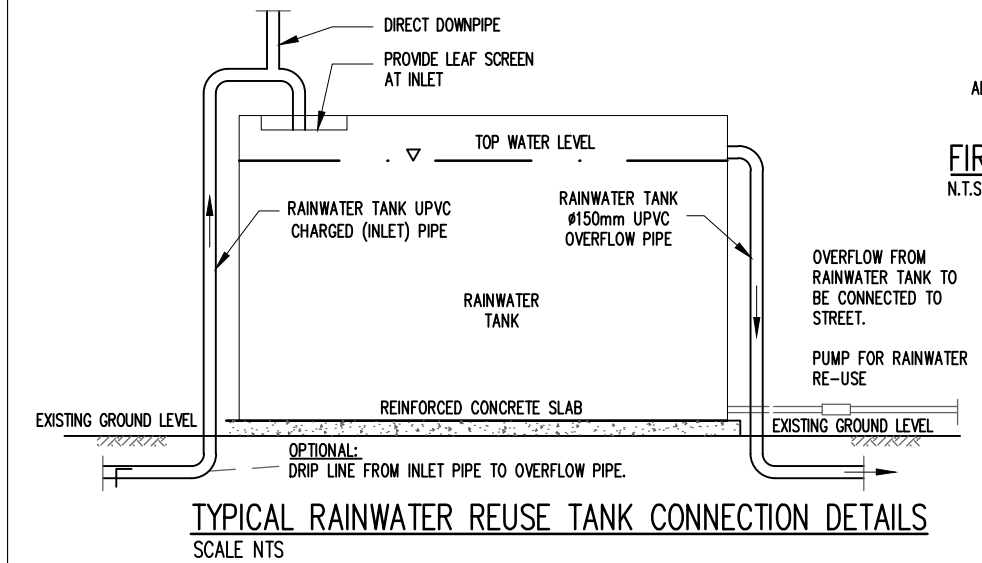 DIRECT DOWNPIPE
PROVIDE LEAF SCREEN
AT INLET
TOP WATER LEVEL
RAINWATER TANK UPVC
CHARGED (INLET) PIPE
RAINWATER TANK
ø150mm UPVC
OVERFLOW PIPE
RAINWATER
TANK
OVERFLOW FROM
RAINWATER TANK TO
BE CONNECTED TO
STREET.
PUMP FOR RAINWATER
RE-USE
REINFORCED CONCRETE SLAB
EXISTING GROUND LEVEL
EXISTING GROUND LEVEL
OPTIONAL:
DRIP LINE FROM INLET PIPE TO OVERFLOW PIPE.
TYPICAL RAINWATER REUSE TANK CONNECTION DETAILS
SCALE NTS
FIR
N.T.S